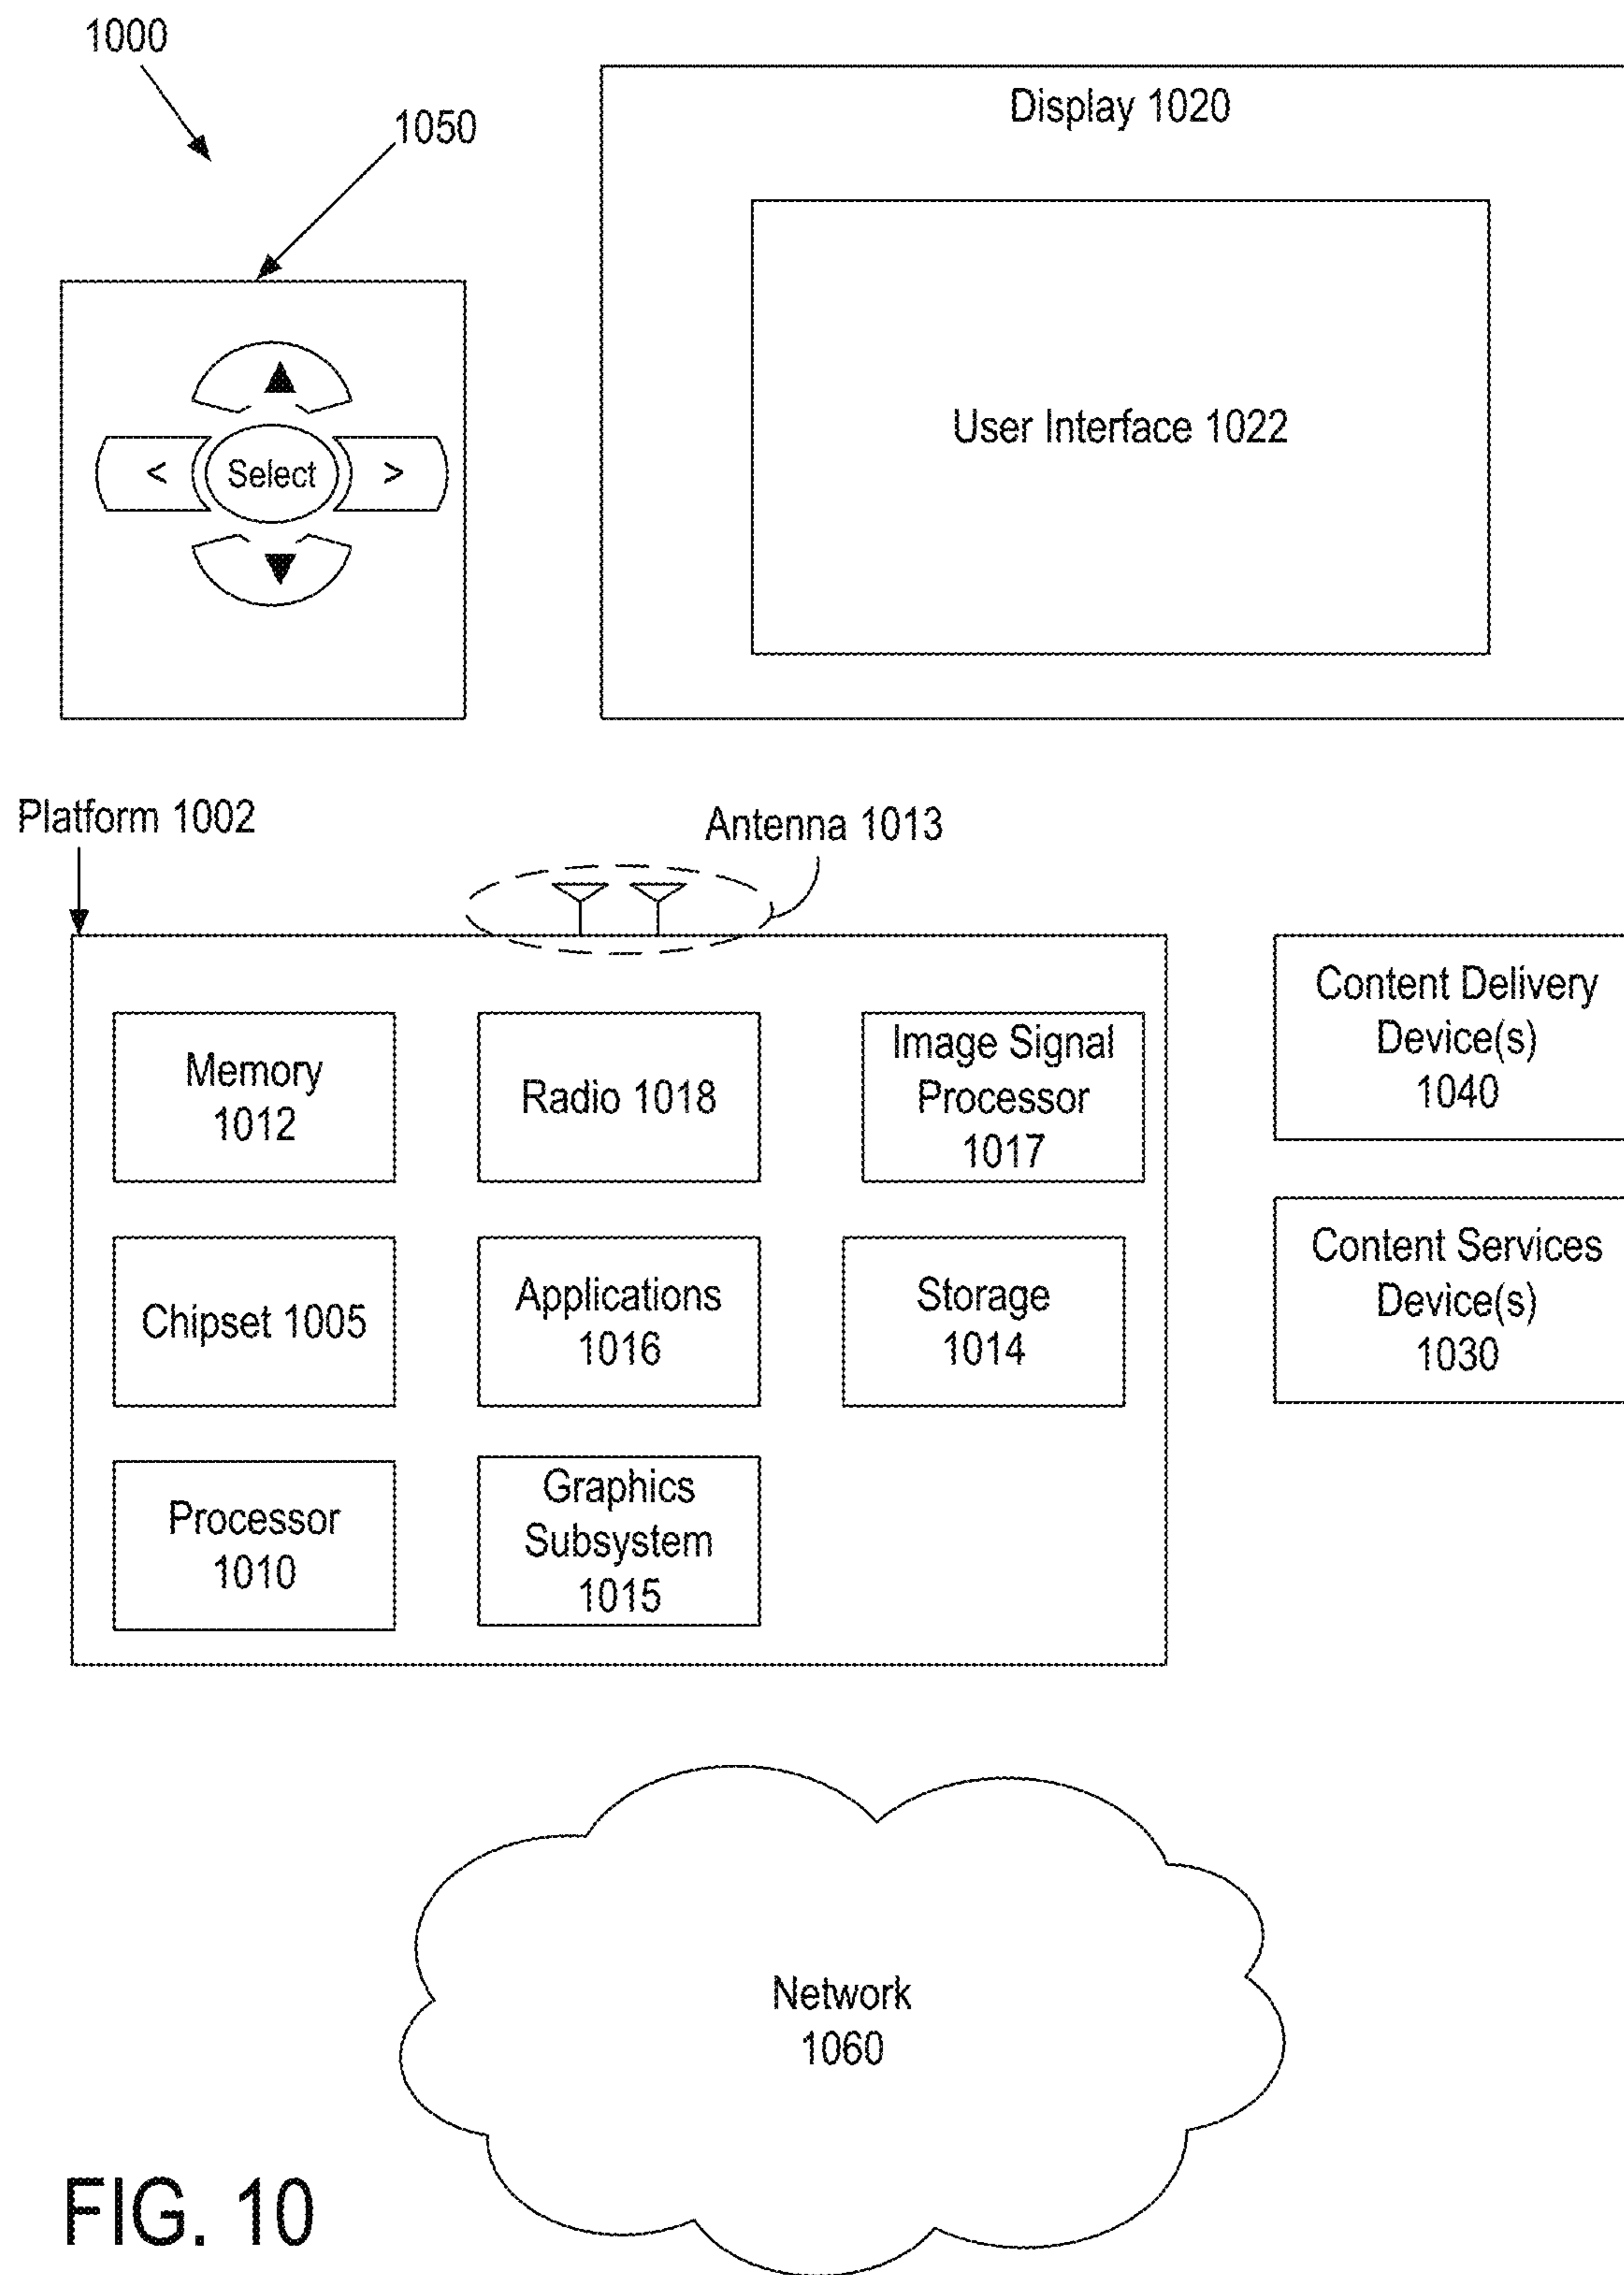 1000
1050
Display 1020
User Interface 1022
▲
< Select >
▼
Platform 1002
Antenna 1013
Memory
1012
Radio 1018
Image Signal
Processor
1017
Content Delivery
Device(s)
1040
Chipset 1005
Applications
1016
Storage
1014
Content Services
Device(s)
1030
Processor
1010
Graphics
Subsystem
1015
Network
1060
FIG. 10